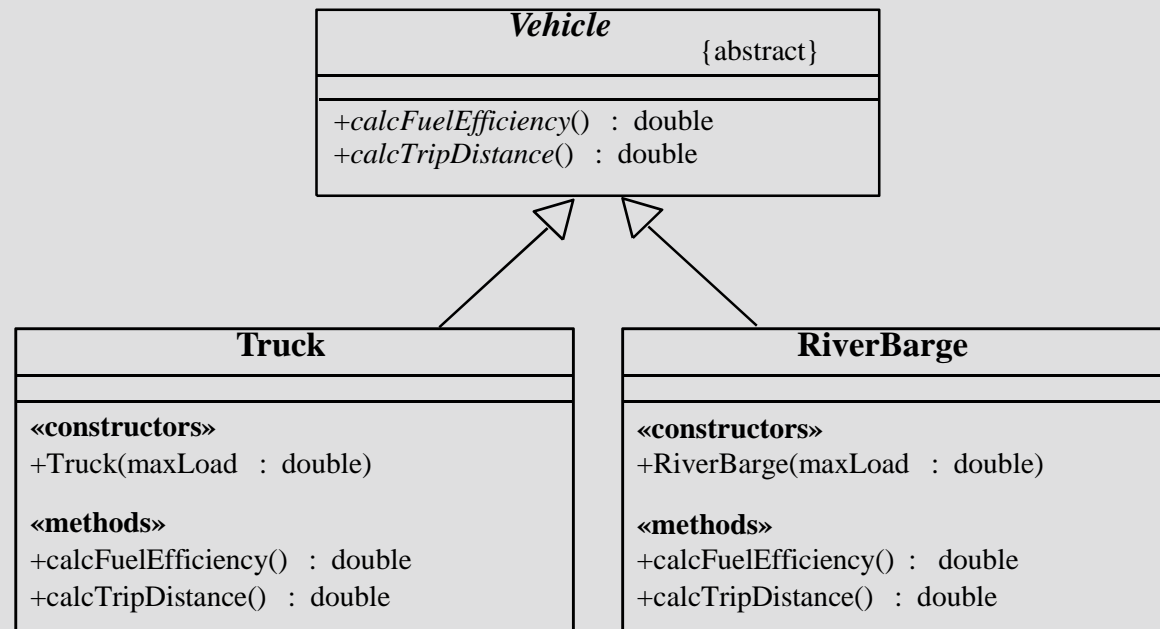 Vehicle
{abstract}
+calcFuelEfficiency() : double
+calcTripDistance() : double
Truck
«constructors»
+Truck(maxLoad : double)
«methods»
+calcFuelEfficiency() : double
+calcTripDistance() : double
RiverBarge
«constructors»
+RiverBarge(maxLoad : double)
«methods»
+calcFuelEfficiency() : double
+calcTripDistance() : double